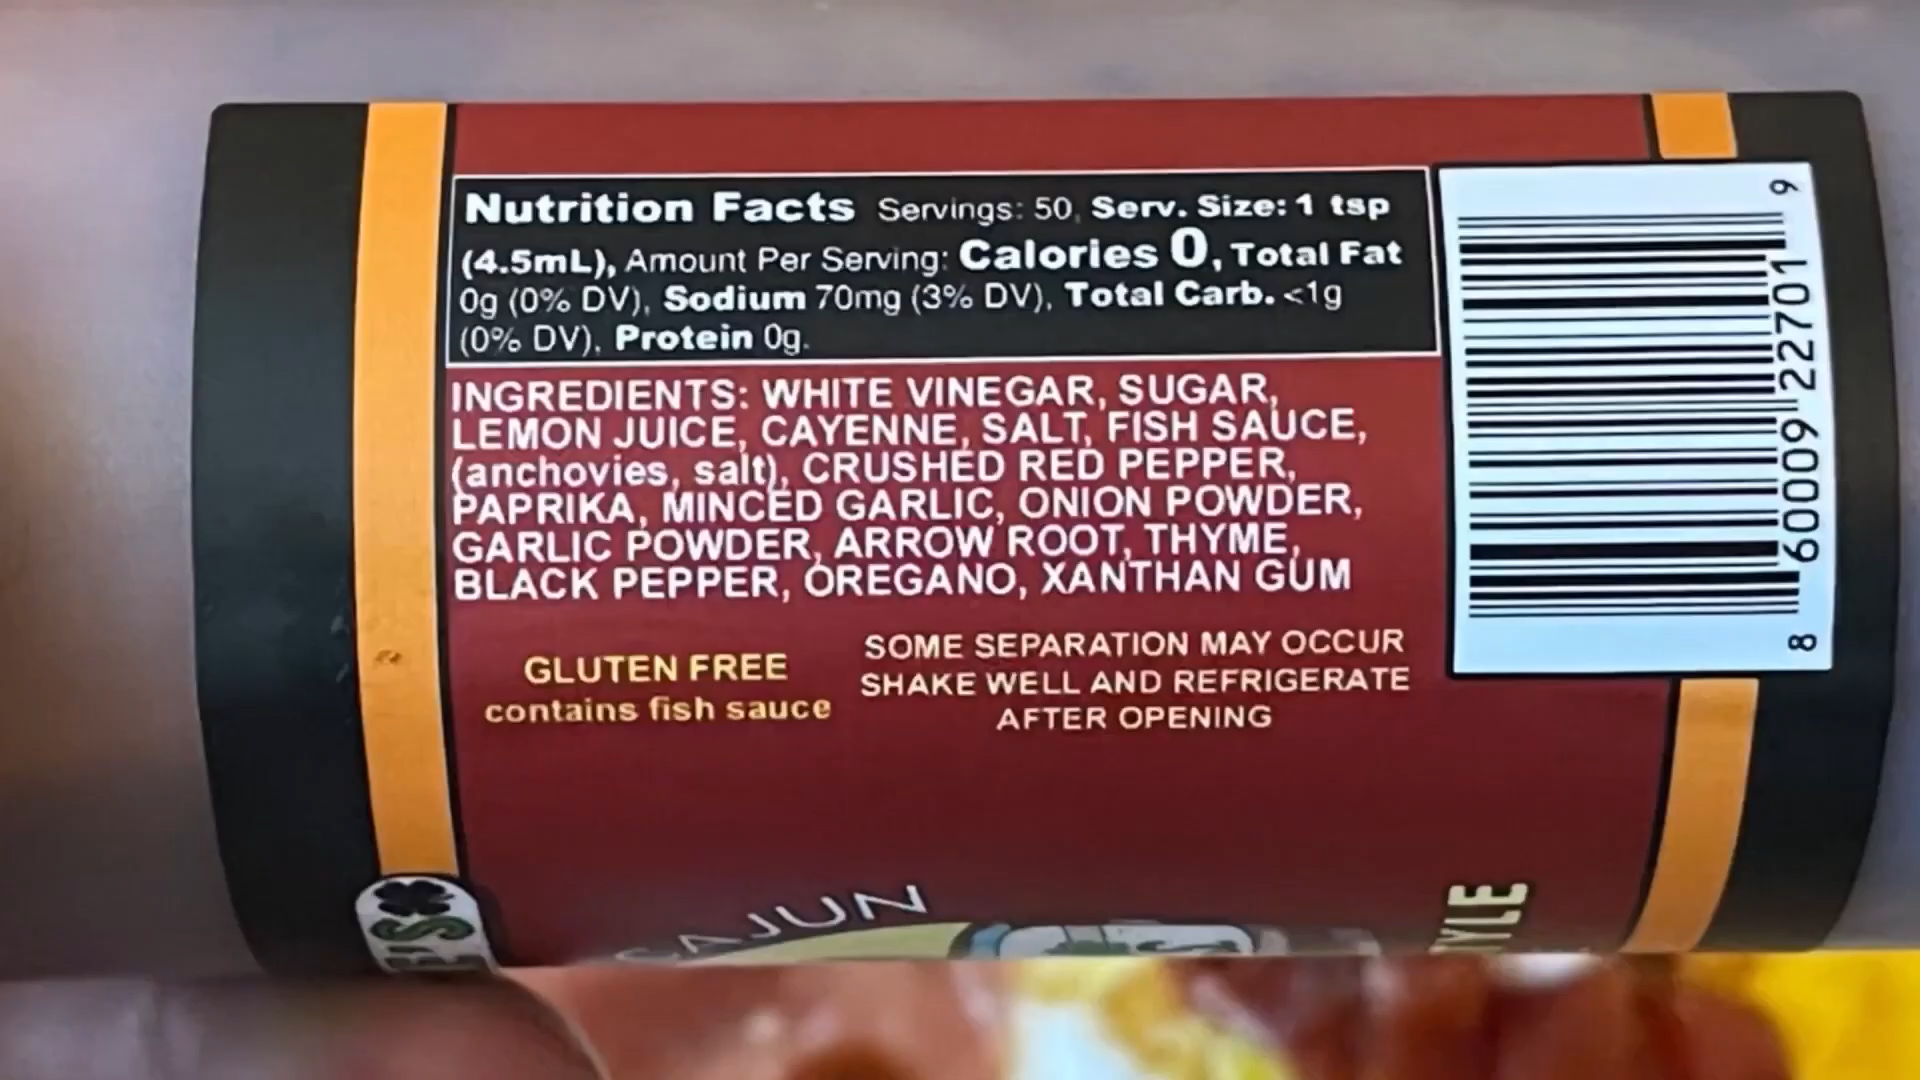 Nutrition Facts Servings: 50, Serv. Size: 1 tsp
(4.5mL), Amount Per Serving: Calories 0, Total Fat
0g (0% DV), Sodium 70mg (3% DV), Total Carb. <1g
(0% DV), Protein 0g.
INGREDIENTS: WHITE VINEGAR, SUGAR,
LEMON JUICE, CAYENNE, SALT, FISH SAUCE,
(anchovies, salt), CRUSHED RED PEPPER,
PAPRIKA, MINCED GARLIC, ONION POWDER,
GARLIC POWDER, ARROW ROOT, THYME,
BLACK PEPPER, OREGANO, XANTHAN GUM
GLUTEN FREE
contains fish sauce
SOME SEPARATION MAY OCCUR
SHAKE WELL AND REFRIGERATE
AFTER OPENING
8 60009 22701 9
CAJUN